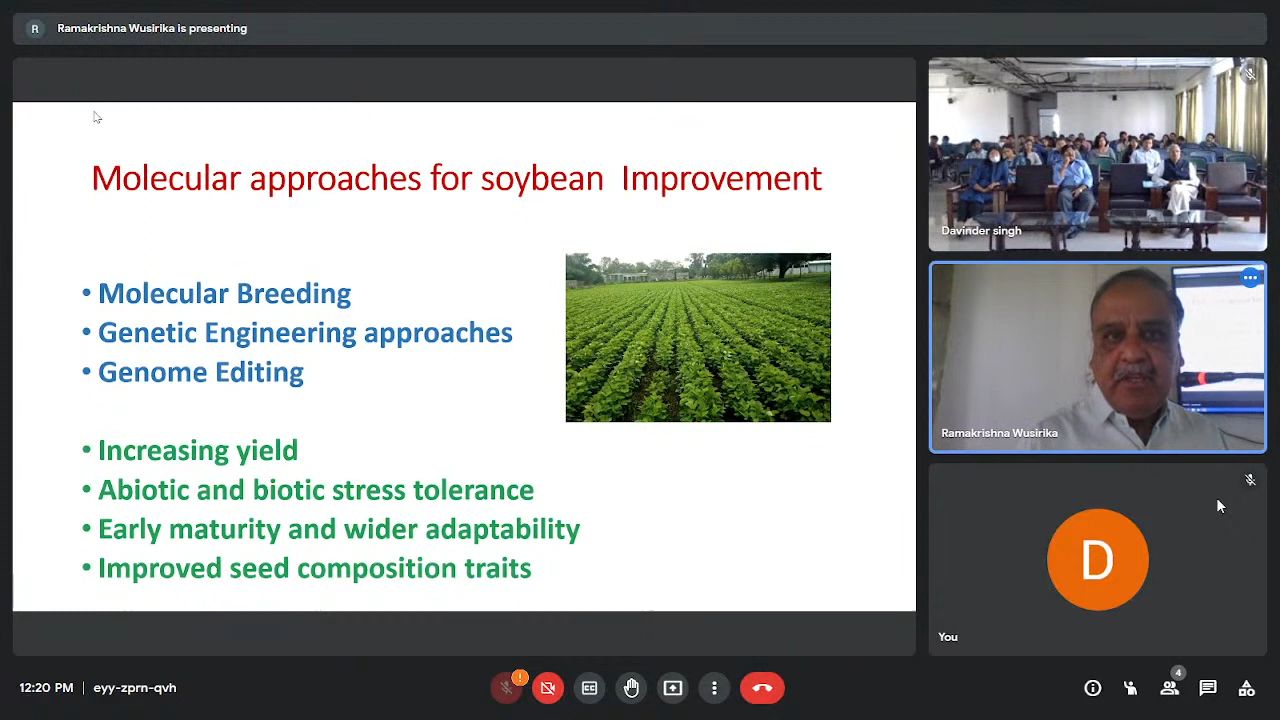 R Ramakrishna Wusirika is presenting
Molecular approaches for soybean Improvement
• Molecular Breeding
• Genetic Engineering approaches
• Genome Editing
• Increasing yield
• Abiotic and biotic stress tolerance
• Early maturity and wider adaptability
• Improved seed composition traits
Davinder singh
Ramakrishna Wusirika
D
You
12:20 PM | eyy-zprn-qvh
!
CC
4